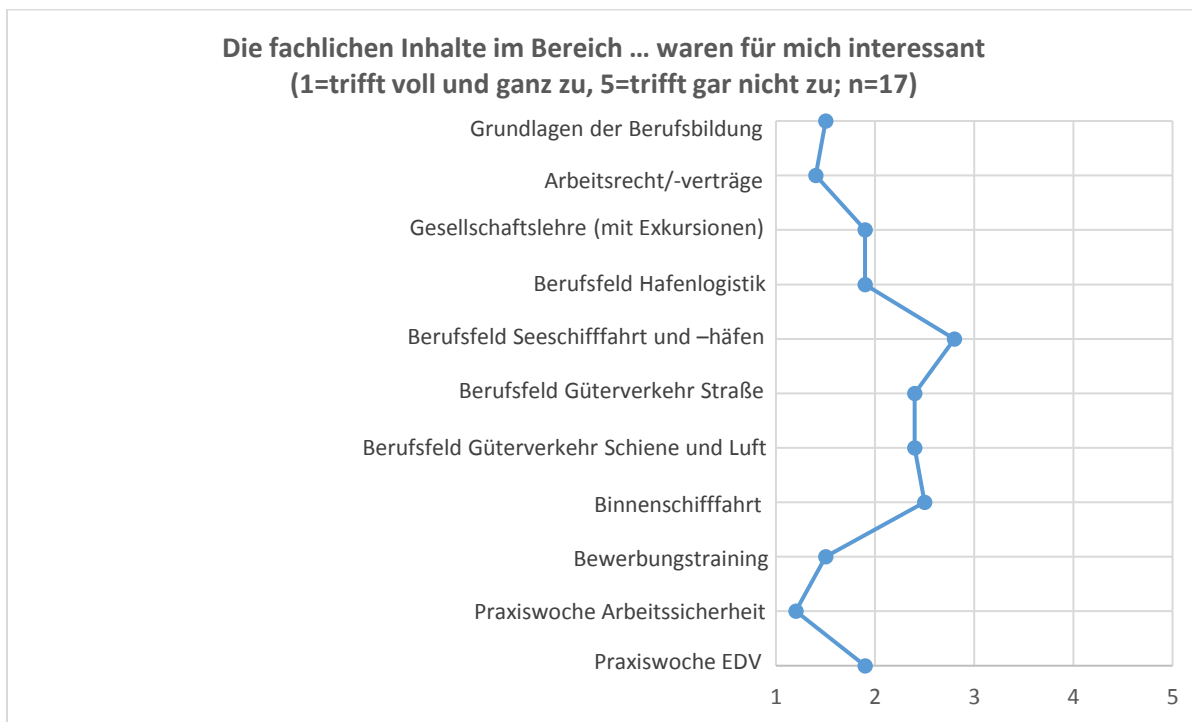 Die fachlichen Inhalte im Bereich … waren für mich interessant
(1=trifft voll und ganz zu, 5=trifft gar nicht zu; n=17)
Grundlagen der Berufsbildung
Arbeitsrecht/-verträge
Gesellschaftslehre (mit Exkursionen)
Berufsfeld Hafenlogistik
Berufsfeld Seeschifffahrt und –häfen
Berufsfeld Güterverkehr Straße
Berufsfeld Güterverkehr Schiene und Luft
Binnenschifffahrt
Bewerbungstraining
Praxiswoche Arbeitssicherheit
Praxiswoche EDV
1 2 3 4 5